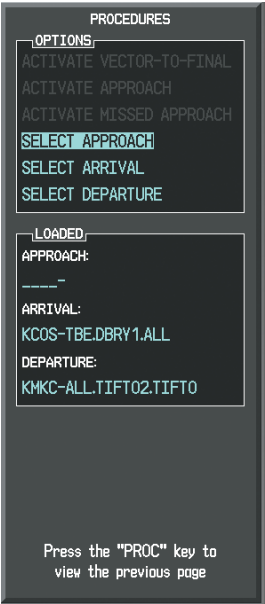 PROCEDURES
OPTIONS
ACTIVATE VECTOR-TO-FINAL
ACTIVATE APPROACH
ACTIVATE MISSED APPROACH
SELECT APPROACH
SELECT ARRIVAL
SELECT DEPARTURE
LOADED
APPROACH:
____-
ARRIVAL:
KCOS-TBE.DBRY1.ALL
DEPARTURE:
KMKC-ALL.TIFTO2.TIFTO
Press the "PROC" key to
view the previous page